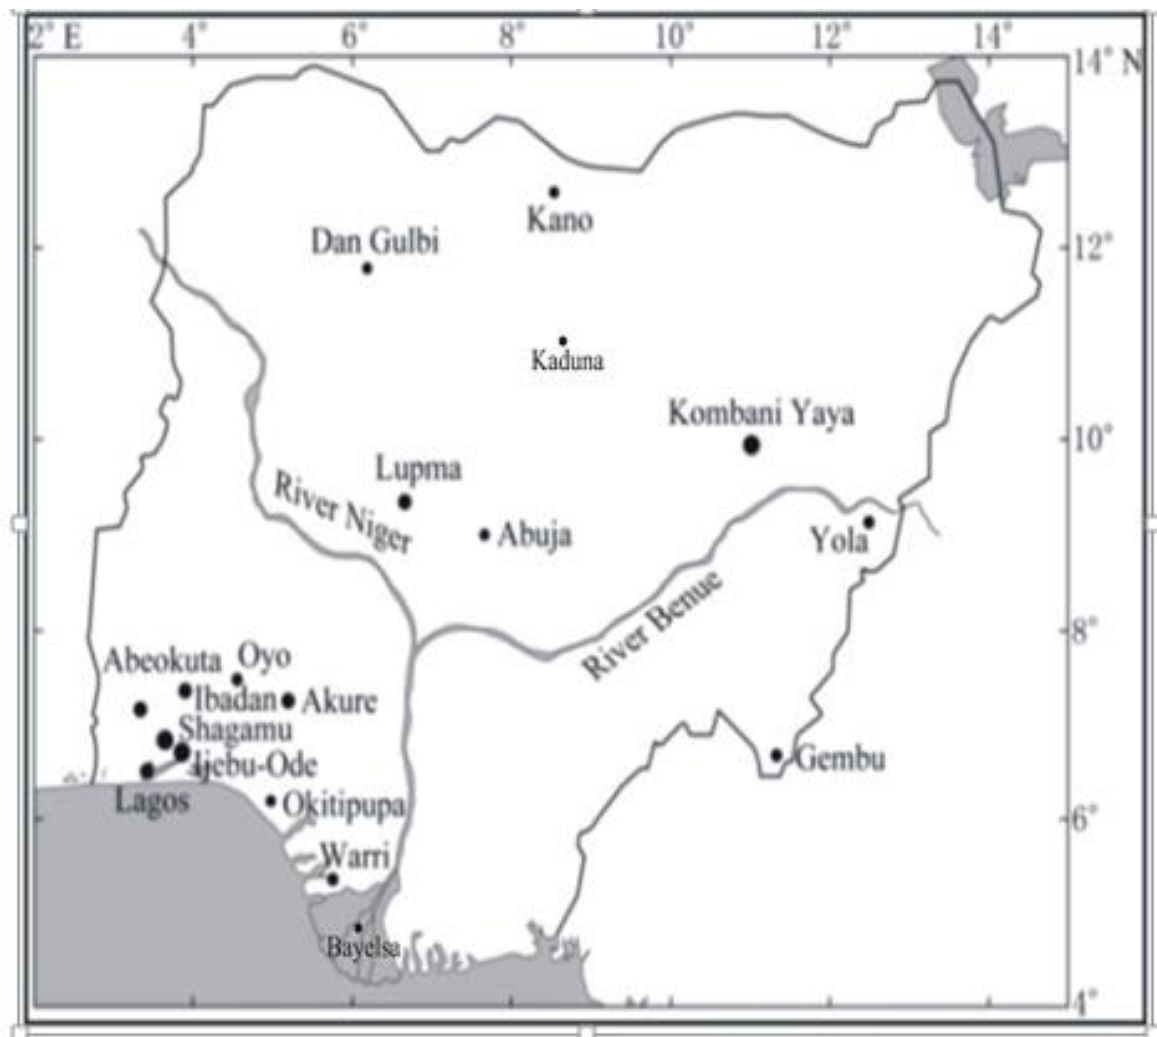 2° E 4° 6° 8° 10° 12° 14°
14° N
Kano
Dan Gulbi
12°
Kaduna
Kombani Yaya
10°
Lupma
River Niger
Abuja
Yola
River Benue
8°
Abeokuta
Oyo
Ibadan
Akure
Shagamu
Ijebu-Ode
Gembu
Lagos
Okitipupa
6°
Warri
Bayelsa
4°